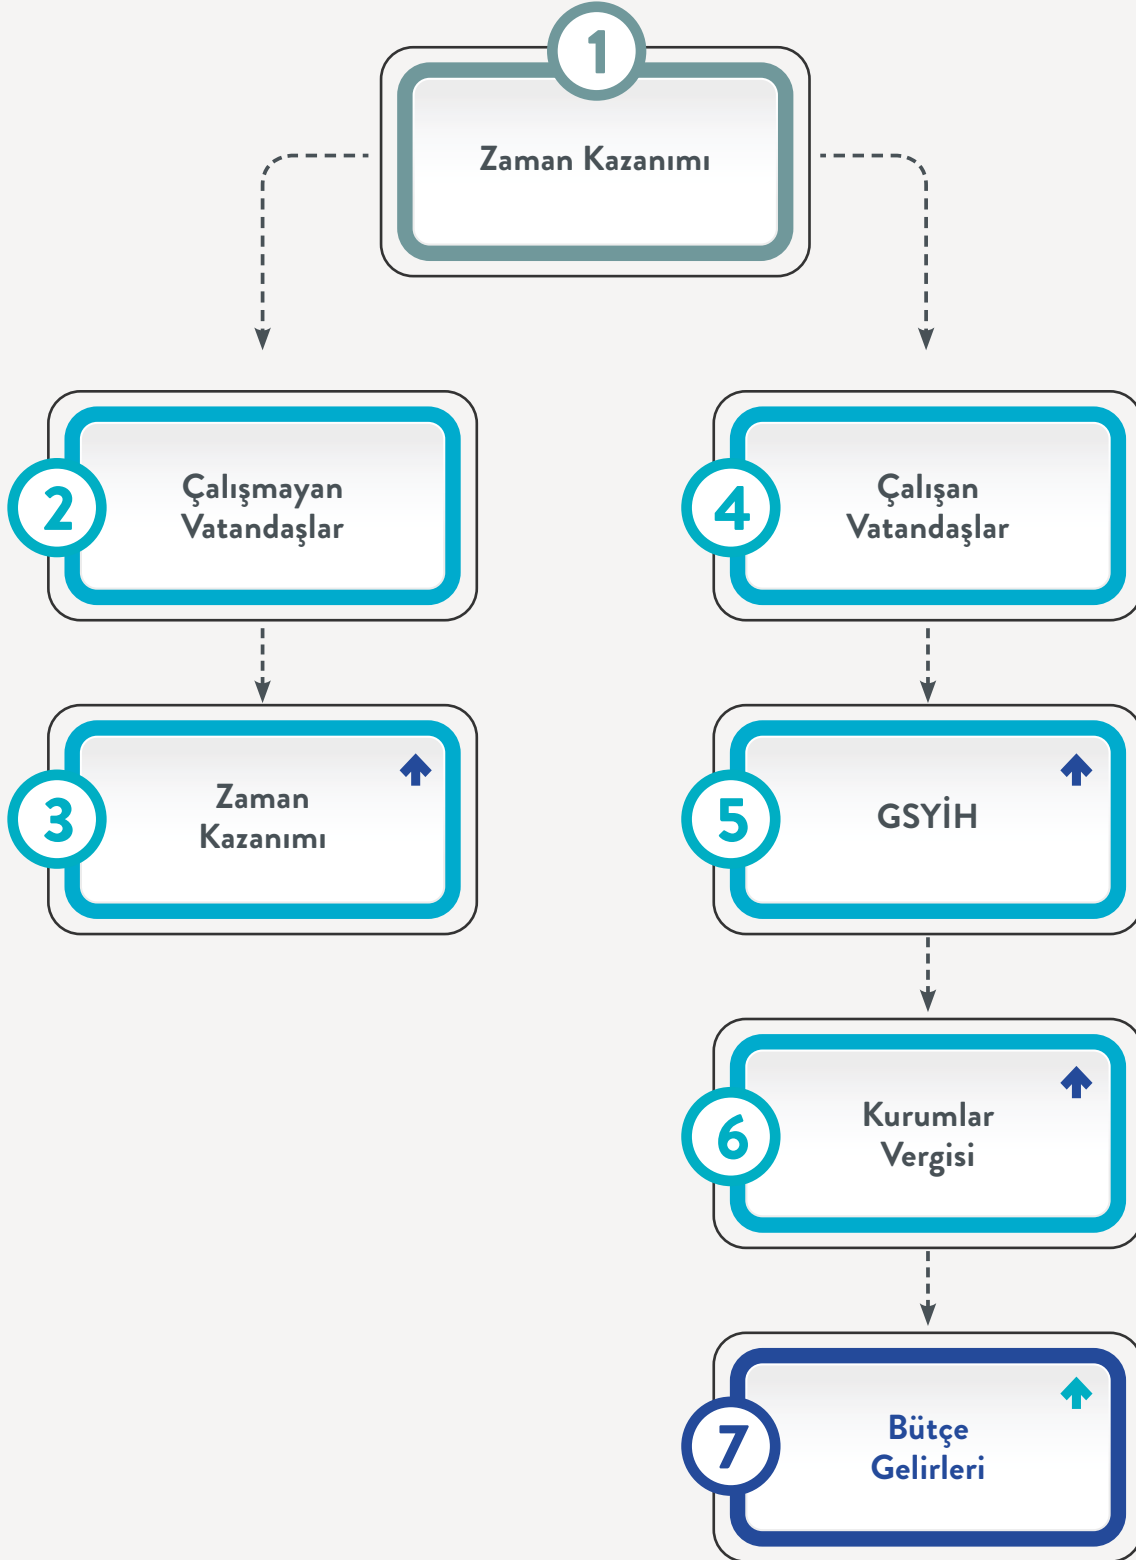 1
Zaman Kazanımı
2
Çalışmayan
Vatandaşlar
4
Çalışan
Vatandaşlar
3
Zaman
Kazanımı
5
GSYİH
6
Kurumlar
Vergisi
7
Bütçe
Gelirleri